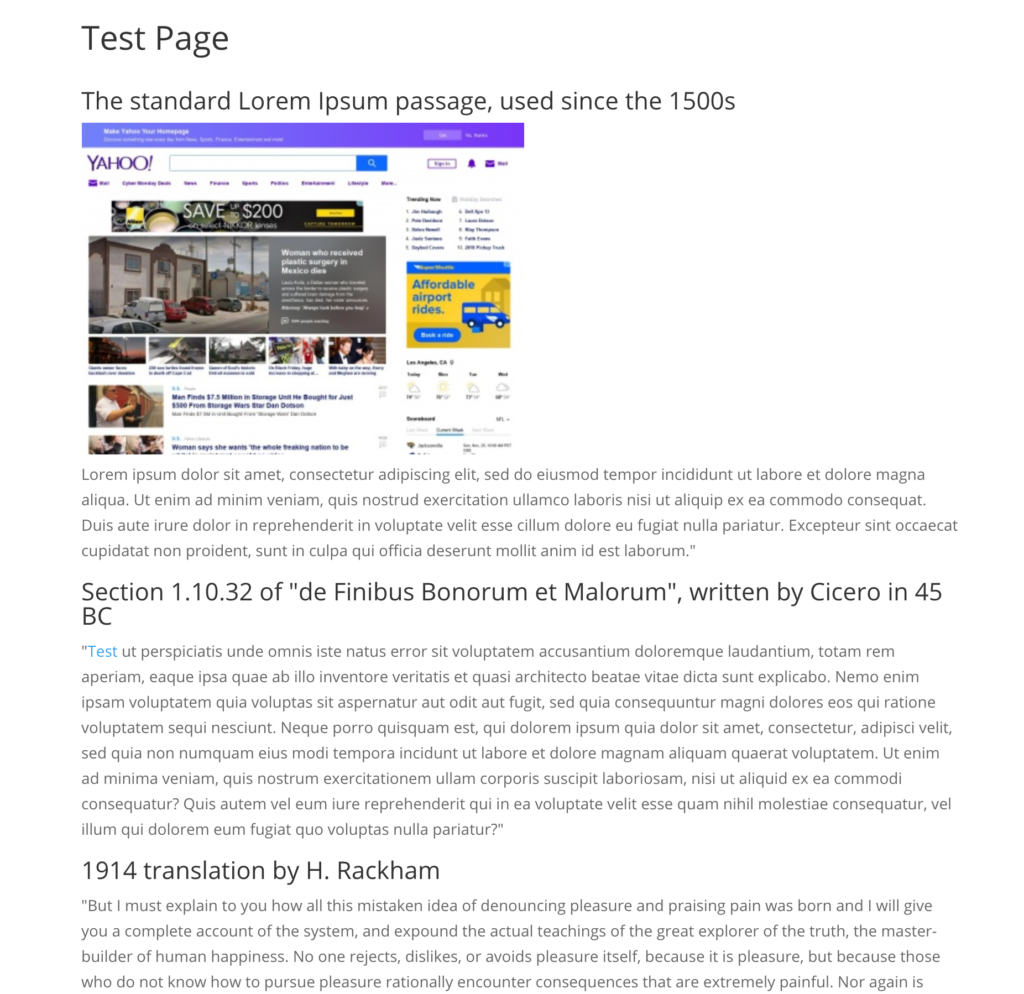 Test Page
The standard Lorem Ipsum passage, used since the 1500s
Make Yahoo Your Homepage
YAHOO!
Sign in
Mail
Mail Cyber Monday Deals News Finance Sports Politics Entertainment Lifestyle More...
Trending Now
SAVE UP TO $200
on select NIKKOR lenses
Woman who received
plastic surgery in
Mexico dies
SuperShuttle
Affordable
airport
rides.
Book a ride
Los Angeles, CA
Today Mon Tue Wed
Man Finds $7.5 Million in Storage Unit He Bought for Just
$500 From Storage Wars Star Dan Dotson
Scoreboard
Current Week
Jacksonville
Woman says she wants 'the whole freaking nation to be
Lorem ipsum dolor sit amet, consectetur adipiscing elit, sed do eiusmod tempor incididunt ut labore et dolore magna
aliqua. Ut enim ad minim veniam, quis nostrud exercitation ullamco laboris nisi ut aliquip ex ea commodo consequat.
Duis aute irure dolor in reprehenderit in voluptate velit esse cillum dolore eu fugiat nulla pariatur. Excepteur sint occaecat
cupidatat non proident, sunt in culpa qui officia deserunt mollit anim id est laborum."
Section 1.10.32 of "de Finibus Bonorum et Malorum", written by Cicero in 45
BC
"Test ut perspiciatis unde omnis iste natus error sit voluptatem accusantium doloremque laudantium, totam rem
aperiam, eaque ipsa quae ab illo inventore veritatis et quasi architecto beatae vitae dicta sunt explicabo. Nemo enim
ipsam voluptatem quia voluptas sit aspernatur aut odit aut fugit, sed quia consequuntur magni dolores eos qui ratione
voluptatem sequi nesciunt. Neque porro quisquam est, qui dolorem ipsum quia dolor sit amet, consectetur, adipisci velit,
sed quia non numquam eius modi tempora incidunt ut labore et dolore magnam aliquam quaerat voluptatem. Ut enim
ad minima veniam, quis nostrum exercitationem ullam corporis suscipit laboriosam, nisi ut aliquid ex ea commodi
consequatur? Quis autem vel eum iure reprehenderit qui in ea voluptate velit esse quam nihil molestiae consequatur, vel
illum qui dolorem eum fugiat quo voluptas nulla pariatur?"
1914 translation by H. Rackham
"But I must explain to you how all this mistaken idea of denouncing pleasure and praising pain was born and I will give
you a complete account of the system, and expound the actual teachings of the great explorer of the truth, the master-
builder of human happiness. No one rejects, dislikes, or avoids pleasure itself, because it is pleasure, but because those
who do not know how to pursue pleasure rationally encounter consequences that are extremely painful. Nor again is